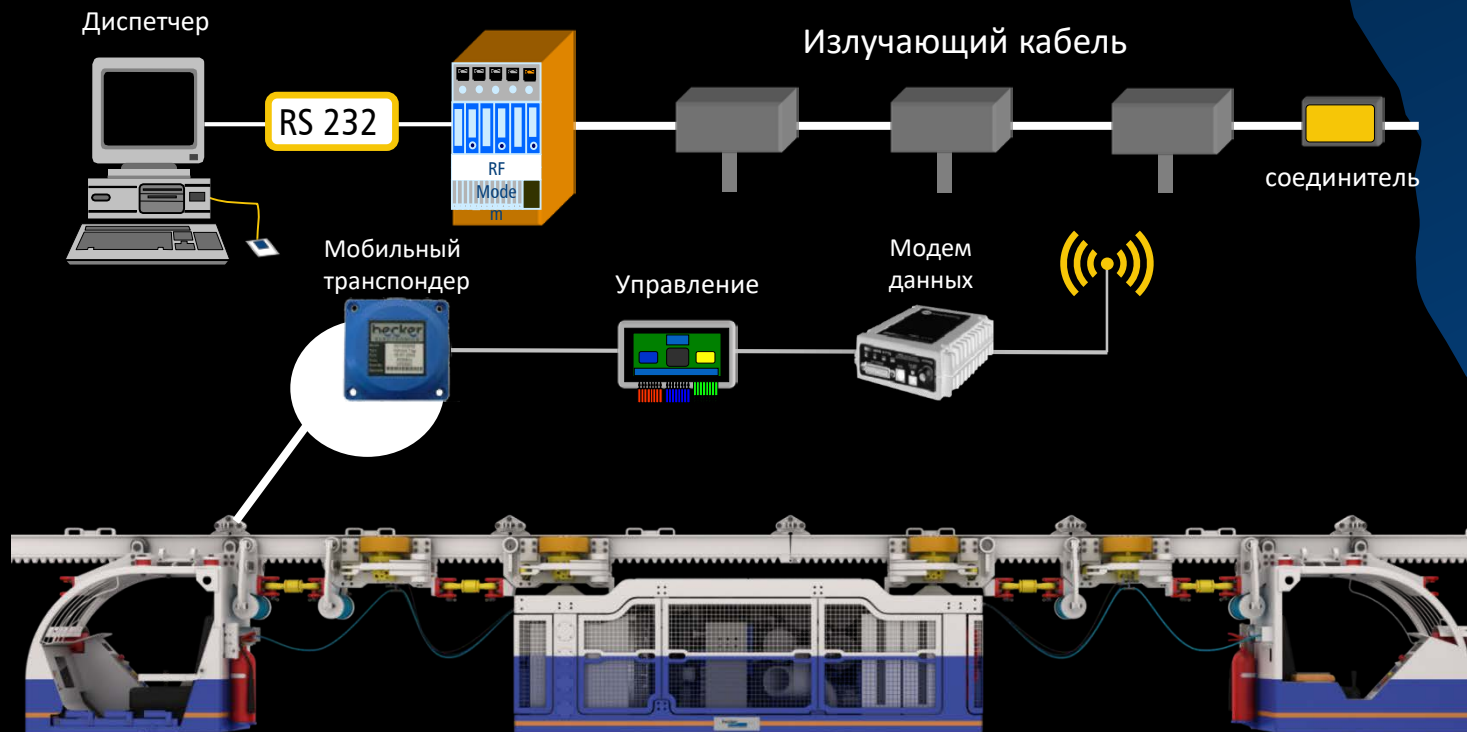 Диспетчер
Излучающий кабель
RS 232
RF
Mode
m
соединитель
Мобильный
транспондер
Управление
Модем
данных
becker